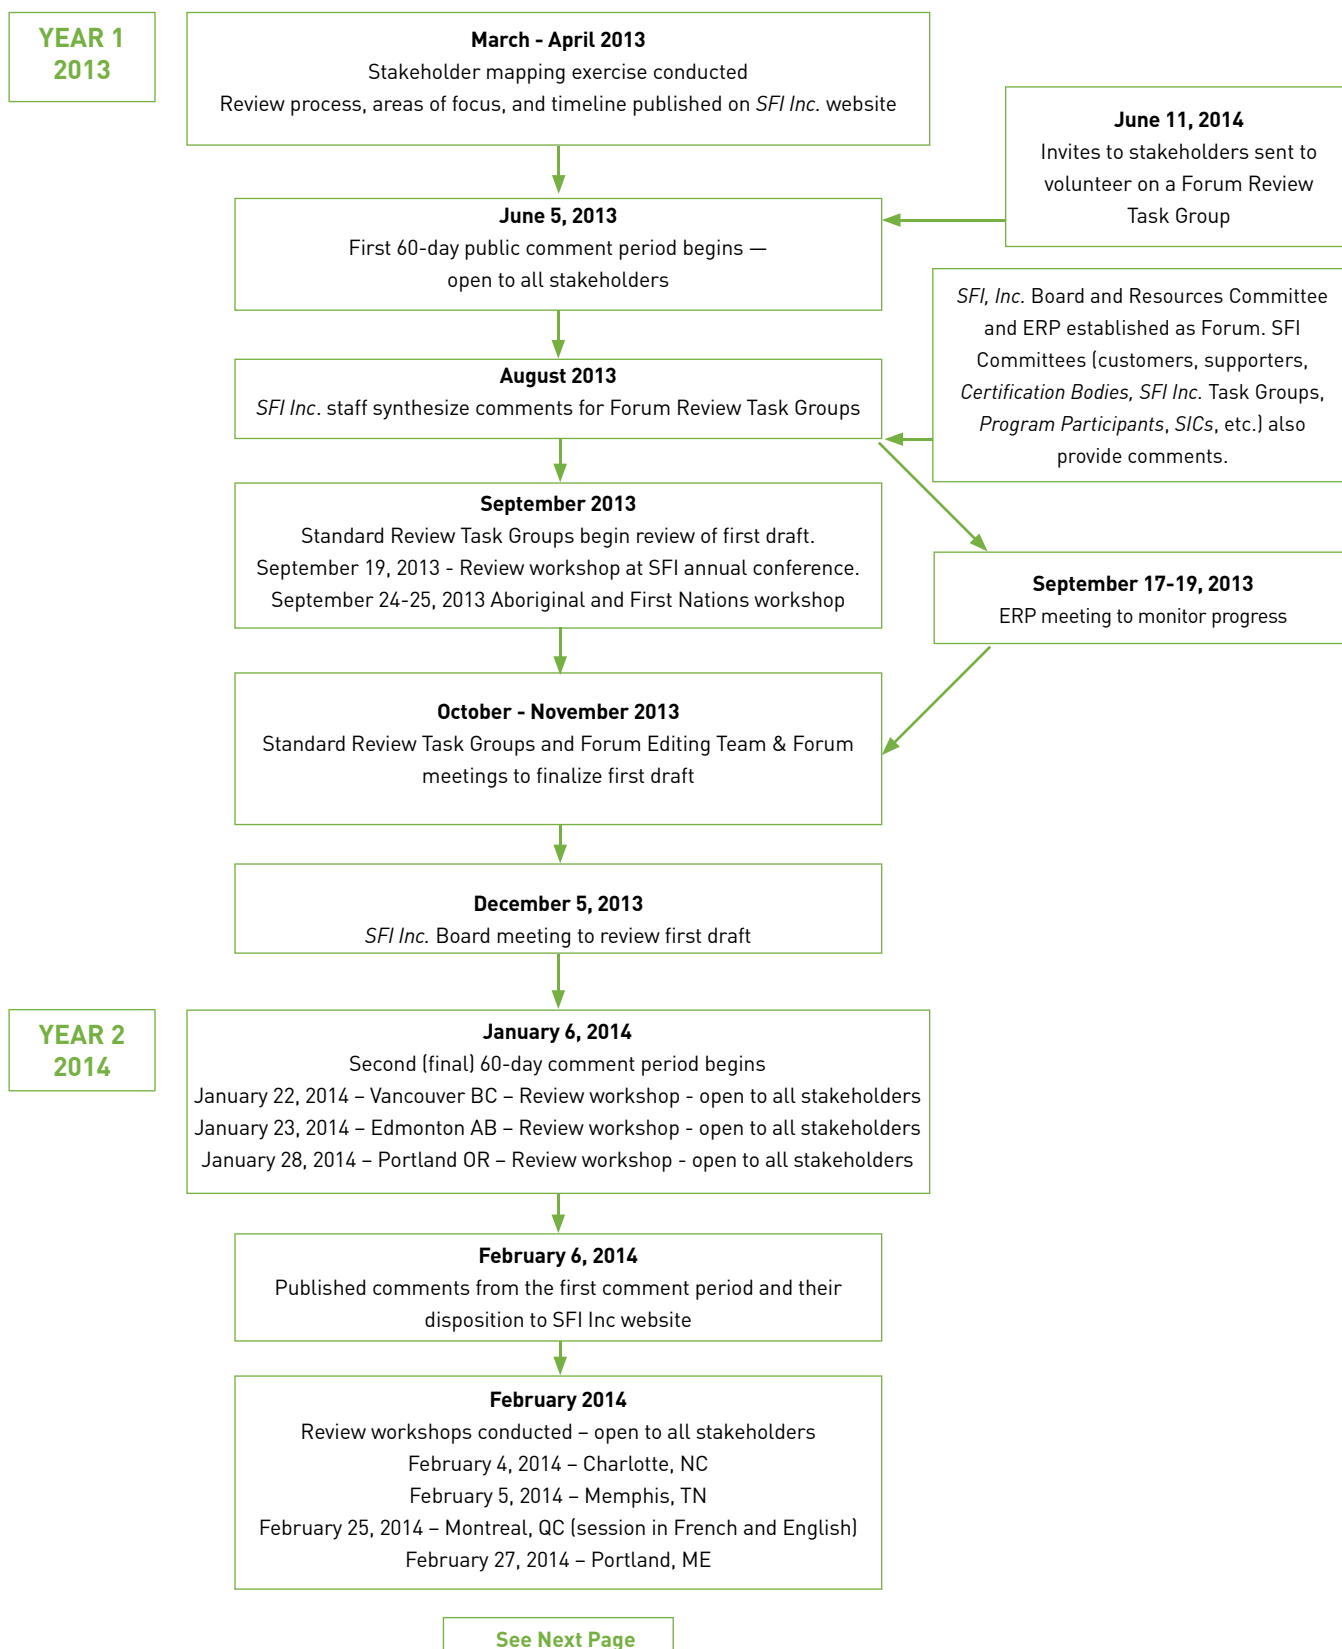 YEAR 1
2013
March - April 2013
Stakeholder mapping exercise conducted
Review process, areas of focus, and timeline published on SFI Inc. website
June 11, 2014
Invites to stakeholders sent to
volunteer on a Forum Review
Task Group
June 5, 2013
First 60-day public comment period begins —
open to all stakeholders
SFI, Inc. Board and Resources Committee
and ERP established as Forum. SFI
Committees (customers, supporters,
Certification Bodies, SFI Inc. Task Groups,
Program Participants, SICs, etc.) also
provide comments.
August 2013
SFI Inc. staff synthesize comments for Forum Review Task Groups
September 2013
Standard Review Task Groups begin review of first draft.
September 19, 2013 - Review workshop at SFI annual conference.
September 24-25, 2013 Aboriginal and First Nations workshop
September 17-19, 2013
ERP meeting to monitor progress
October - November 2013
Standard Review Task Groups and Forum Editing Team & Forum
meetings to finalize first draft
December 5, 2013
SFI Inc. Board meeting to review first draft
YEAR 2
2014
January 6, 2014
Second (final) 60-day comment period begins
January 22, 2014 – Vancouver BC – Review workshop - open to all stakeholders
January 23, 2014 – Edmonton AB – Review workshop - open to all stakeholders
January 28, 2014 – Portland OR – Review workshop - open to all stakeholders
February 6, 2014
Published comments from the first comment period and their
disposition to SFI Inc website
February 2014
Review workshops conducted – open to all stakeholders
February 4, 2014 – Charlotte, NC
February 5, 2014 – Memphis, TN
February 25, 2014 – Montreal, QC (session in French and English)
February 27, 2014 – Portland, ME
See Next Page